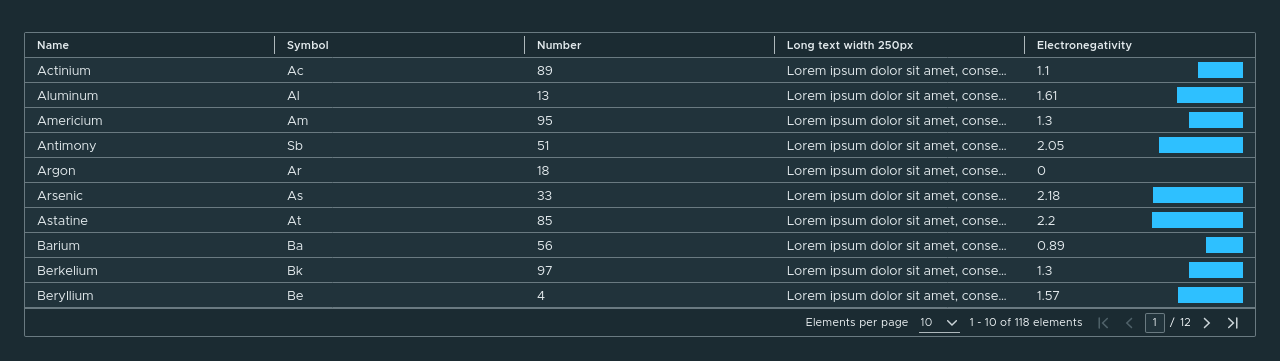 Name Symbol Number Long text width 250px Electronegativity
Actinium Ac 89 Lorem ipsum dolor sit amet, conse... 1.1
Aluminum Al 13 Lorem ipsum dolor sit amet, conse... 1.61
Americium Am 95 Lorem ipsum dolor sit amet, conse... 1.3
Antimony Sb 51 Lorem ipsum dolor sit amet, conse... 2.05
Argon Ar 18 Lorem ipsum dolor sit amet, conse... 0
Arsenic As 33 Lorem ipsum dolor sit amet, conse... 2.18
Astatine At 85 Lorem ipsum dolor sit amet, conse... 2.2
Barium Ba 56 Lorem ipsum dolor sit amet, conse... 0.89
Berkelium Bk 97 Lorem ipsum dolor sit amet, conse... 1.3
Beryllium Be 4 Lorem ipsum dolor sit amet, conse... 1.57
Elements per page 10 1 - 10 of 118 elements 1 / 12